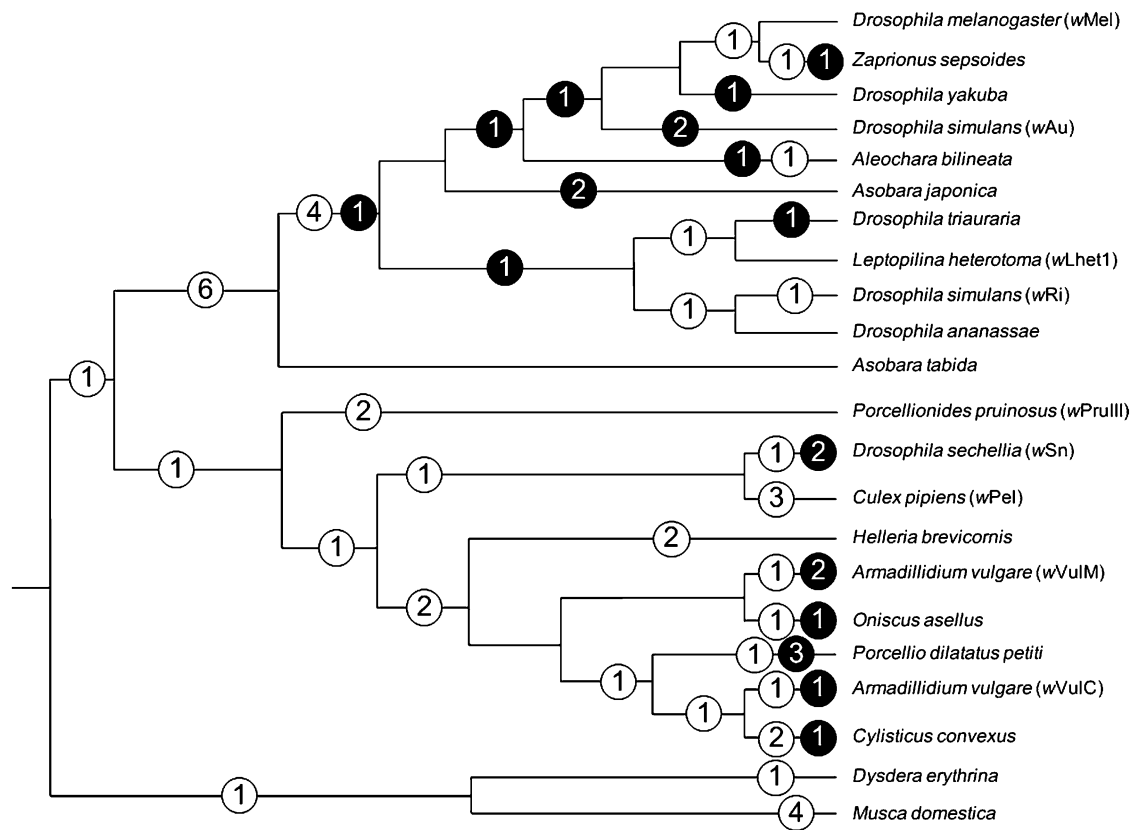 1 Drosophila melanogaster (wMel)
1 1 Zaprionus sepsoides
1 1 Drosophila yakuba
1 2 Drosophila simulans (wAu)
1 1 Aleochara bilineata
2 Asobara japonica
4 1 1 Drosophila triauraria
1 Leptopilina heterotoma (wLhet1)
1
6 1 Drosophila simulans (wRi)
1 Drosophila ananassae
Asobara tabida
1
2 Porcellionides pruinosus (wPruIII)
1 2 Drosophila sechellia (wSn)
1 1
3 Culex pipiens (wPel)
1 2 Helleria brevicornis
1 2 Armadillidium vulgare (wVulM)
2 1 1 Oniscus asellus
1 3 Porcellio dilatatus petiti
1 1 1 Armadillidium vulgare (wVulC)
1
2 1 Cylisticus convexus
1 1 Dysdera erythrina
4 Musca domestica